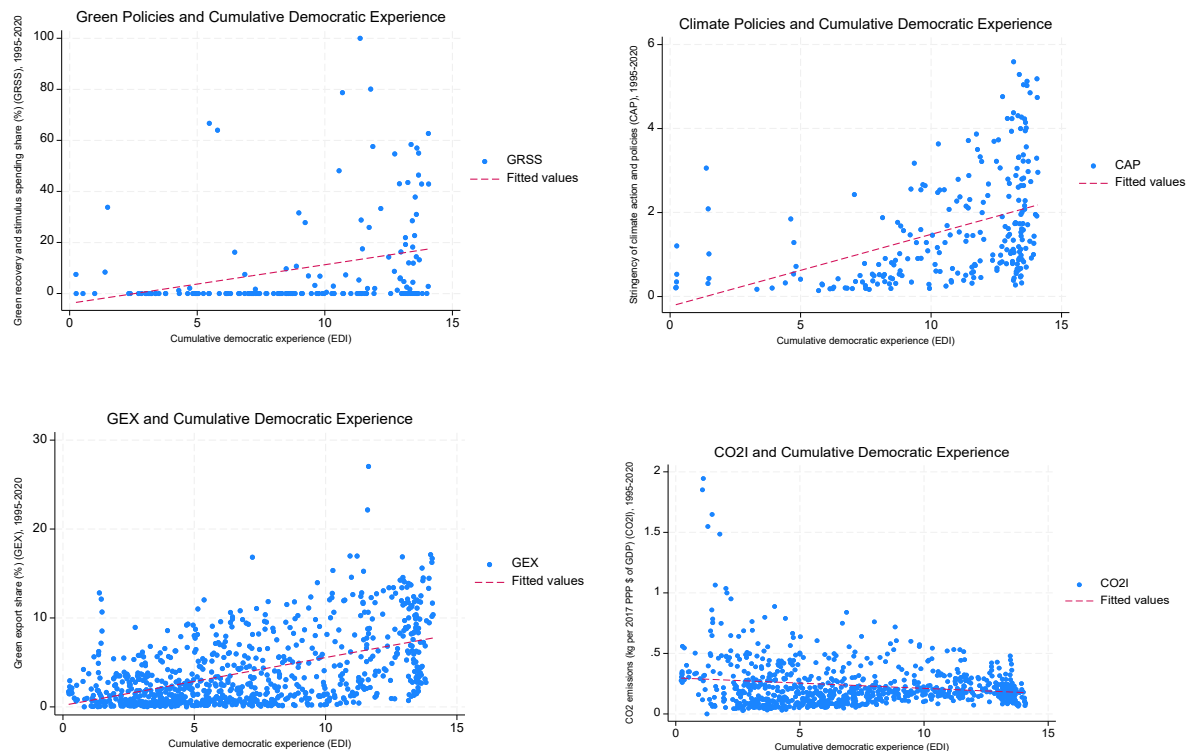 Green Policies and Cumulative Democratic Experience
Green recovery and stimulus spending share (%) (GRSS), 1995-2020
100
80
60
40
20
0
0 5 10 15
Cumulative democratic experience (EDI)
GRSS
Fitted values
Climate Policies and Cumulative Democratic Experience
Stringency of climate action and policies (CAP), 1995-2020
6
4
2
0
0 5 10 15
Cumulative democratic experience (EDI)
CAP
Fitted values
GEX and Cumulative Democratic Experience
Green export share (%) (GEX), 1995-2020
30
20
10
0
0 5 10 15
Cumulative democratic experience (EDI)
GEX
Fitted values
CO2I and Cumulative Democratic Experience
CO2 emissions (kg per 2017 PPP $ of GDP) (CO2I), 1995-2020
2
1.5
1
.5
0
0 5 10 15
Cumulative democratic experience (EDI)
CO2I
Fitted values